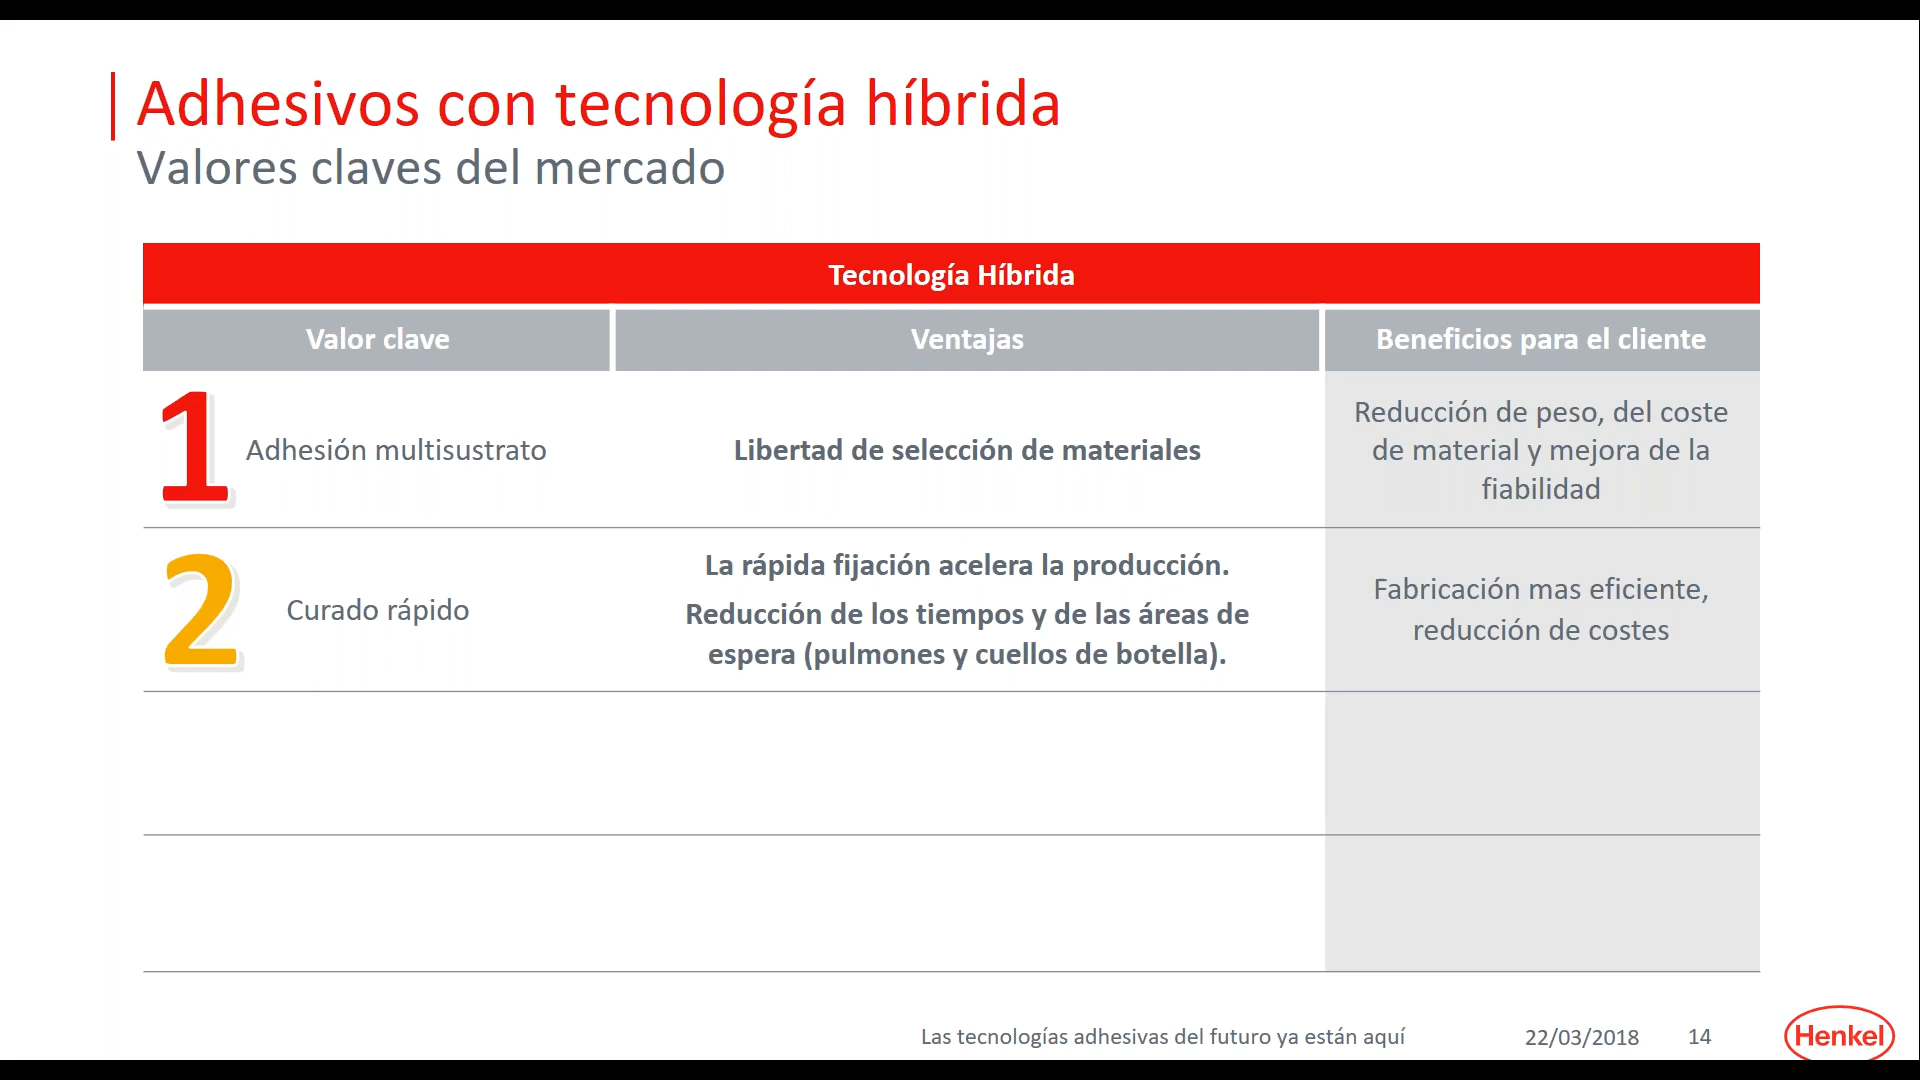 Adhesivos con tecnología híbrida
Valores claves del mercado
Tecnología Híbrida
Valor clave
Ventajas
Beneficios para el cliente
1
Adhesión multisustrato
Libertad de selección de materiales
Reducción de peso, del coste
de material y mejora de la
fiabilidad
2
Curado rápido
La rápida fijación acelera la producción.
Reducción de los tiempos y de las áreas de
espera (pulmones y cuellos de botella).
Fabricación mas eficiente,
reducción de costes
Las tecnologías adhesivas del futuro ya están aquí
22/03/2018
14
Henkel